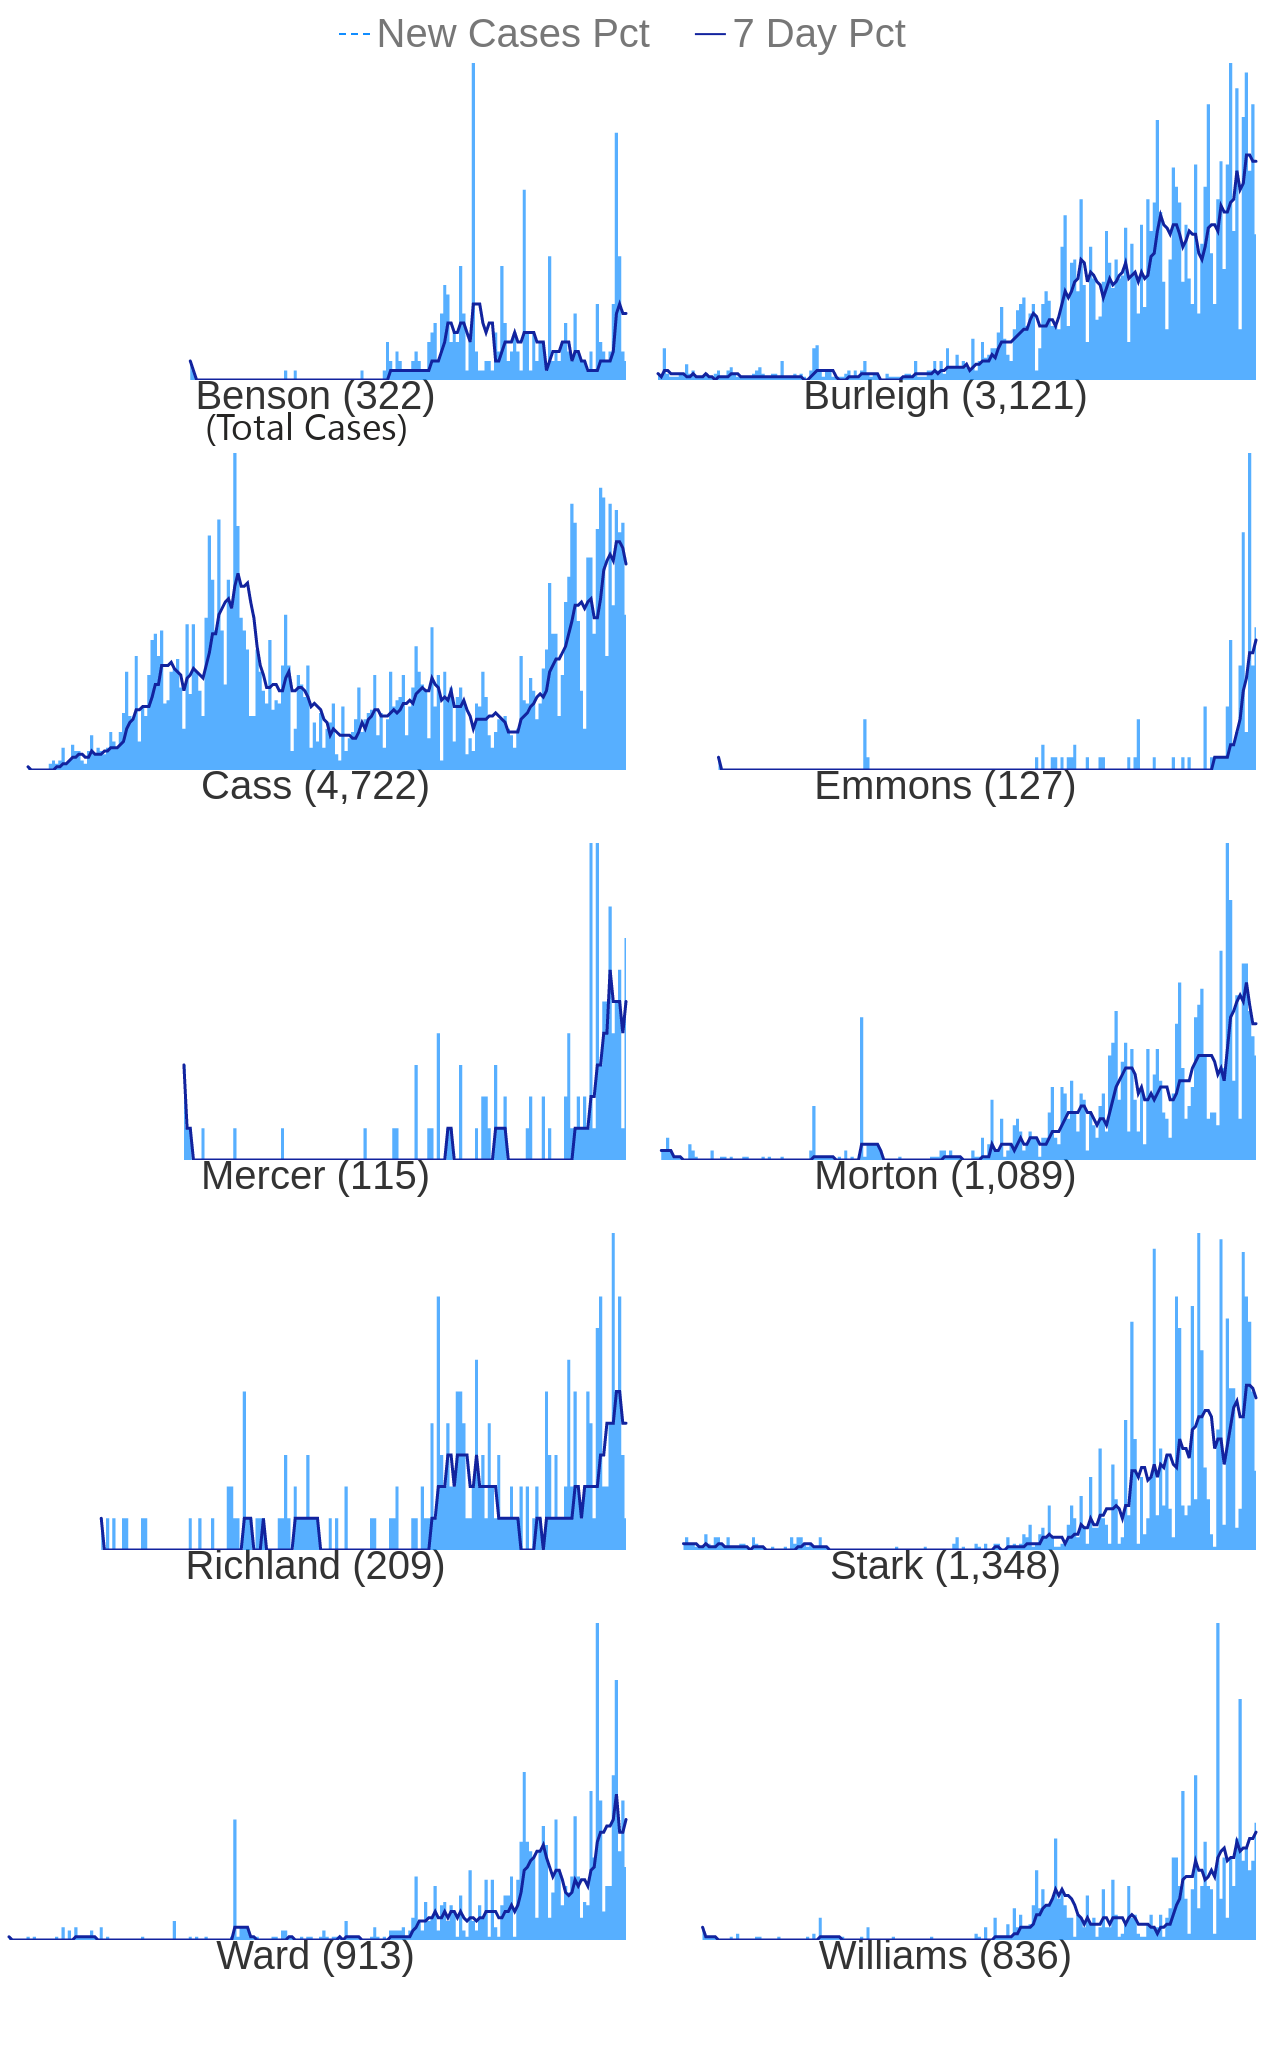 New Cases Pct 7 Day Pct
Benson (322) Burleigh (3,121)
(Total Cases)
Cass (4,722) Emmons (127)
Mercer (115) Morton (1,089)
Richland (209) Stark (1,348)
Ward (913) Williams (836)